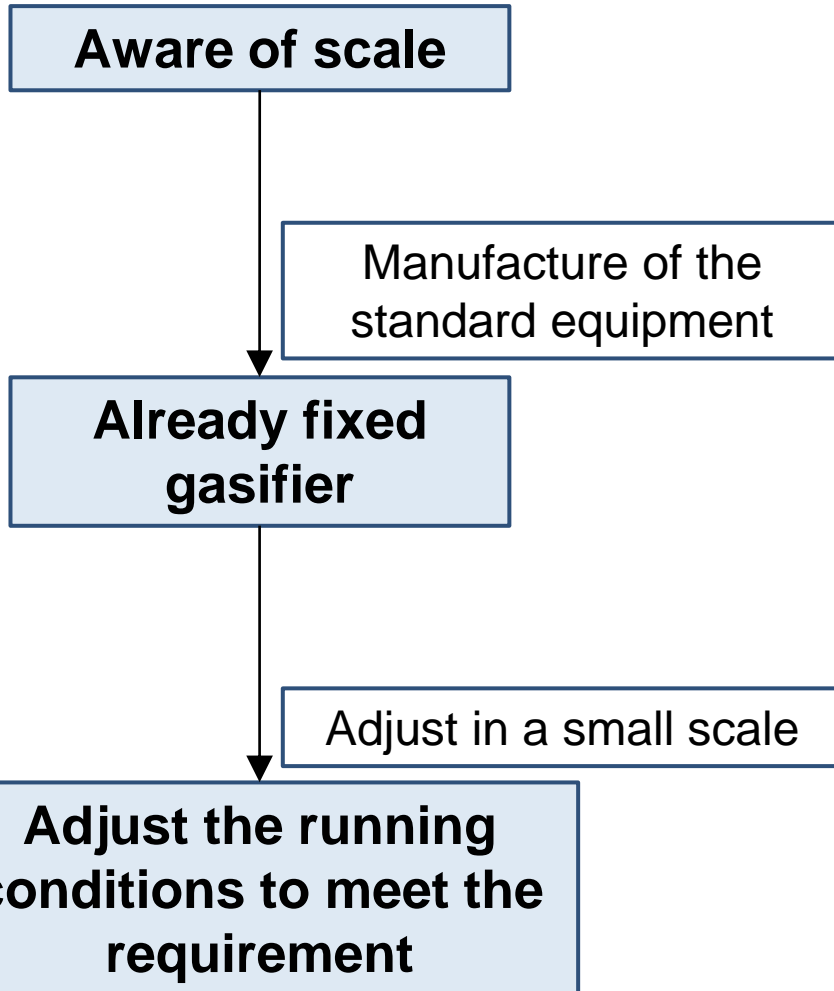 Aware of scale
Manufacture of the
standard equipment
Already fixed
gasifier
Adjust in a small scale
Adjust the running
conditions to meet the
requirement